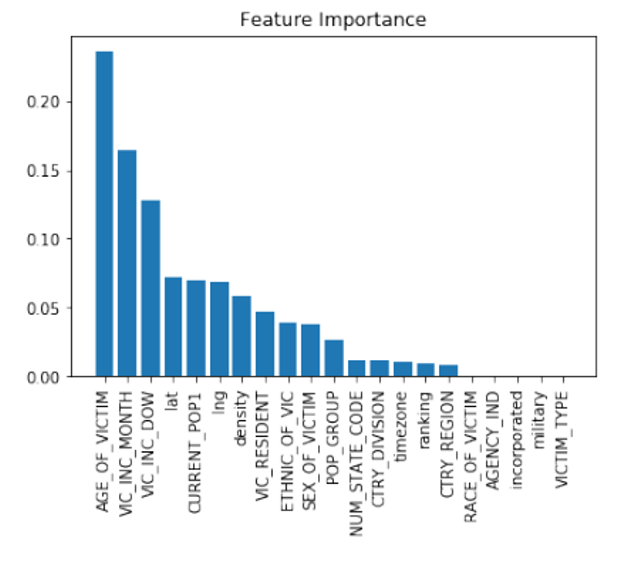 Feature Importance
0.20
0.15
0.10
0.05
0.00
AGE_OF_VICTIM
VIC_INC_MONTH
VIC_INC_DOW
lat
CURRENT_POP1
lng
density
VIC_RESIDENT
ETHNIC_OF_VIC
SEX_OF_VICTIM
POP_GROUP
NUM_STATE_CODE
CTRY_DIVISION
timezone
ranking
CTRY_REGION
RACE_OF_VICTIM
AGENCY_IND
incorporated
military
VICTIM_TYPE